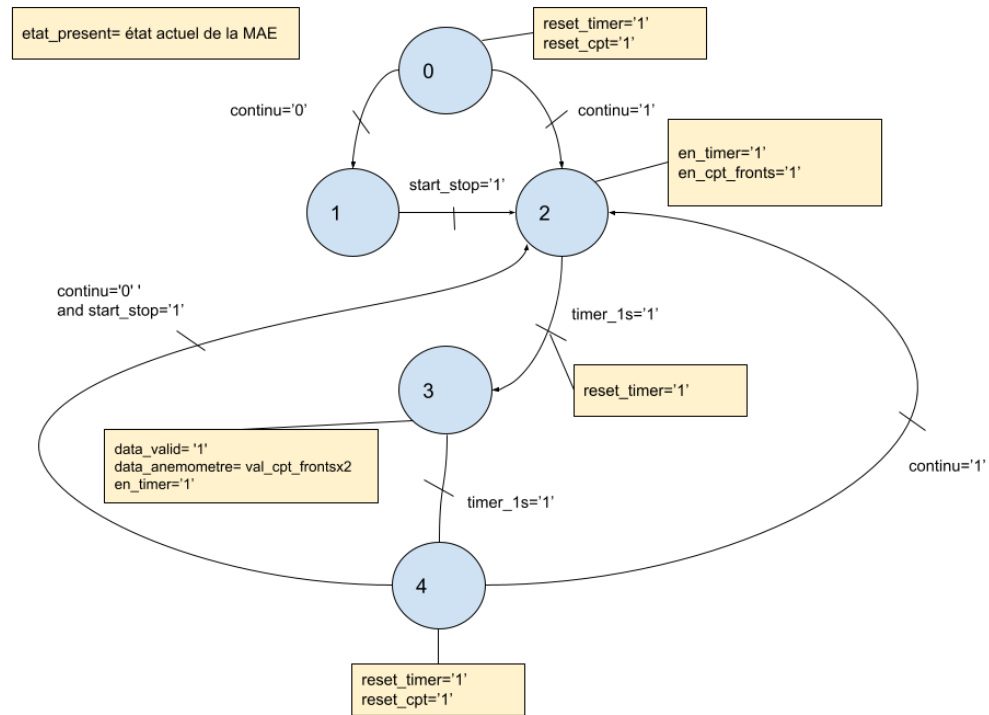 etat_present= état actuel de la MAE
reset_timer=’1’
reset_cpt=’1’
0
continu=’0’
continu=’1’
en_timer=’1’
en_cpt_fronts=’1’
1
start_stop=’1’
2
continu='0' '
and start_stop=’1’
timer_1s=’1’
3
reset_timer=’1’
data_valid= '1'
data_anemometre= val_cpt_frontsx2
en_timer=’1’
continu=’1’
timer_1s=’1’
4
reset_timer=’1’
reset_cpt=’1’